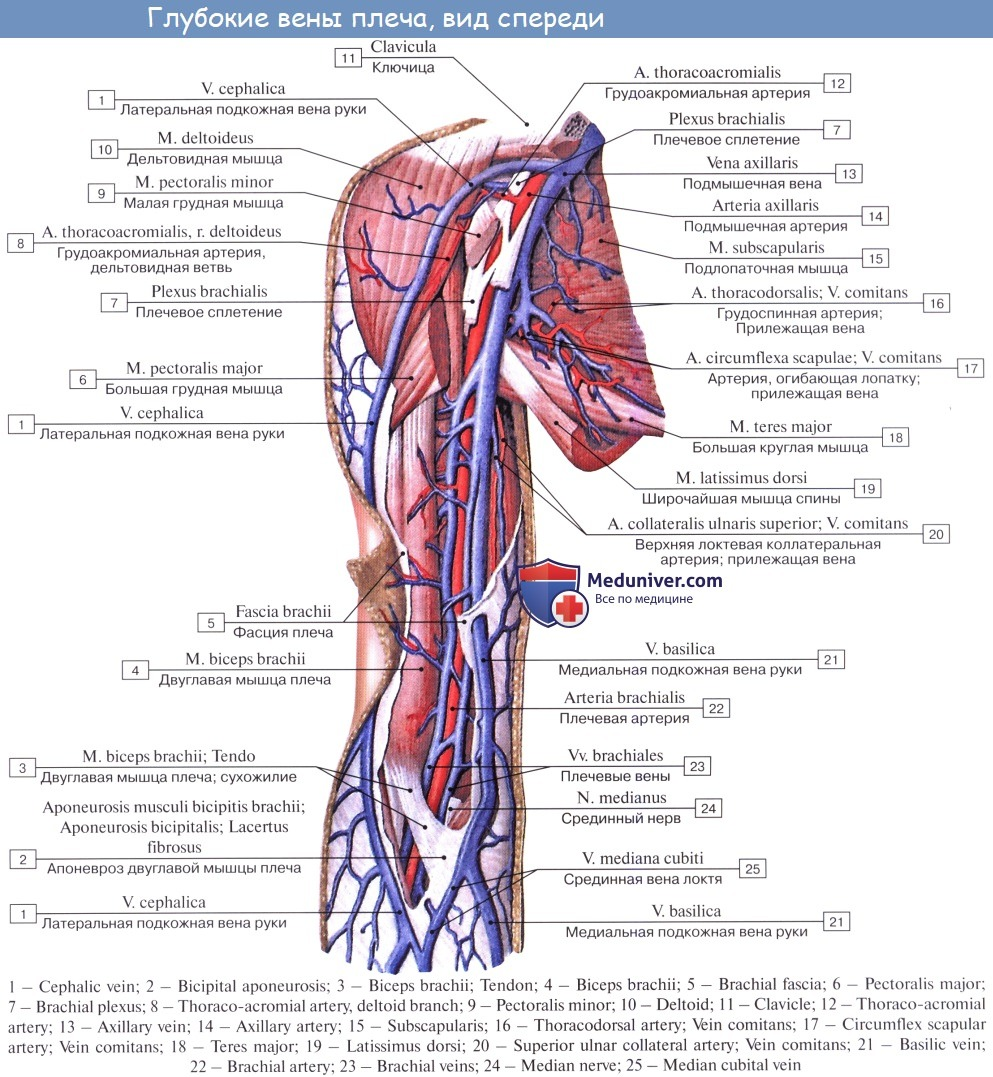 Глубокие вены плеча, вид спереди
11
Clavicula
Ключица
1
V. cephalica
Латеральная подкожная вена руки
10
M. deltoideus
Дельтовидная мышца
9
M. pectoralis minor
Малая грудная мышца
8
A. thoracoacromialis, r. deltoideus
Грудоакромиальная артерия,
дельтовидная ветвь
7
Plexus brachialis
Плечевое сплетение
6
M. pectoralis major
Большая грудная мышца
1
V. cephalica
Латеральная подкожная вена руки
5
Fascia brachii
Фасция плеча
4
M. biceps brachii
Двуглавая мышца плеча
3
M. biceps brachii; Tendo
Двуглавая мышца плеча; сухожилие
Aponeurosis musculi bicipitis brachii;
Aponeurosis bicipitalis; Lacertus
fibrosus
2
Апоневроз двуглавой мышцы плеча
1
V. cephalica
Латеральная подкожная вена руки
A. thoracoacromialis
12
Грудоакромиальная артерия
Plexus brachialis
7
Плечевое сплетение
Vena axillaris
13
Подмышечная вена
Arteria axillaris
14
Подмышечная артерия
M. subscapularis
15
Подлопаточная мышца
A. thoracodorsalis; V. comitans
16
Грудоспинная артерия;
Прилежащая вена
A. circumflexa scapulae; V. comitans
17
Артерия, огибающая лопатку;
прилежащая вена
M. teres major
18
Большая круглая мышца
M. latissimus dorsi
19
Широчайшая мышца спины
A. collateralis ulnaris superior; V. comitans
20
Верхняя локтевая коллатеральная
артерия; прилежащая вена
Meduniver.com
Все по медицине
V. basilica
21
Медиальная подкожная вена руки
Arteria brachialis
22
Плечевая артерия
Vv. brachiales
23
Плечевые вены
N. medianus
24
Срединный нерв
V. mediana cubiti
25
Срединная вена локтя
V. basilica
21
Медиальная подкожная вена руки
1 – Cephalic vein; 2 – Bicipital aponeurosis; 3 – Biceps brachii; Tendon; 4 – Biceps brachii; 5 – Brachial fascia; 6 – Pectoralis major;
7 – Brachial plexus; 8 – Thoraco-acromial artery, deltoid branch; 9 – Pectoralis minor; 10 – Deltoid; 11 – Clavicle; 12 – Thoraco-acromial
artery; 13 – Axillary vein; 14 – Axillary artery; 15 – Subscapularis; 16 – Thoracodorsal artery; Vein comitans; 17 – Circumflex scapular
artery; Vein comitans; 18 – Teres major; 19 – Latissimus dorsi; 20 – Superior ulnar collateral artery; Vein comitans; 21 – Basilic vein;
22 – Brachial artery; 23 – Brachial veins; 24 – Median nerve; 25 – Median cubital vein